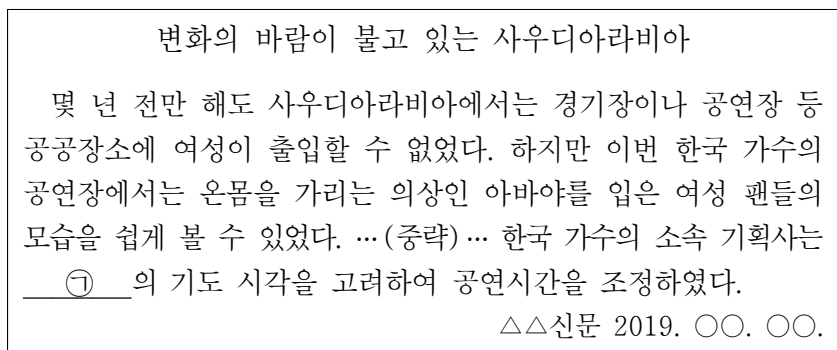 변화의 바람이 불고 있는 사우디아라비아
몇 년 전만 해도 사우디아라비아에서는 경기장이나 공연장 등
공공장소에 여성이 출입할 수 없었다. 하지만 이번 한국 가수의
공연장에서는 온몸을 가리는 의상인 아바야를 입은 여성 팬들의
모습을 쉽게 볼 수 있었다. …(중략)… 한국 가수의 소속 기획사는
㉠ 의 기도 시각을 고려하여 공연시간을 조정하였다.
△△신문 2019. ○○. ○○.